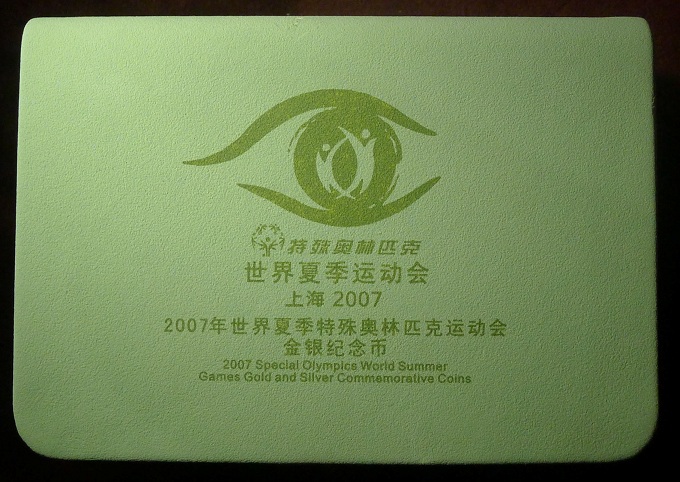 特殊奥林匹克
世界夏季运动会
上海 2007
2007年世界夏季特殊奥林匹克运动会
金银纪念币
2007 Special Olympics World Summer
Games Gold and Silver Commemorative Coins